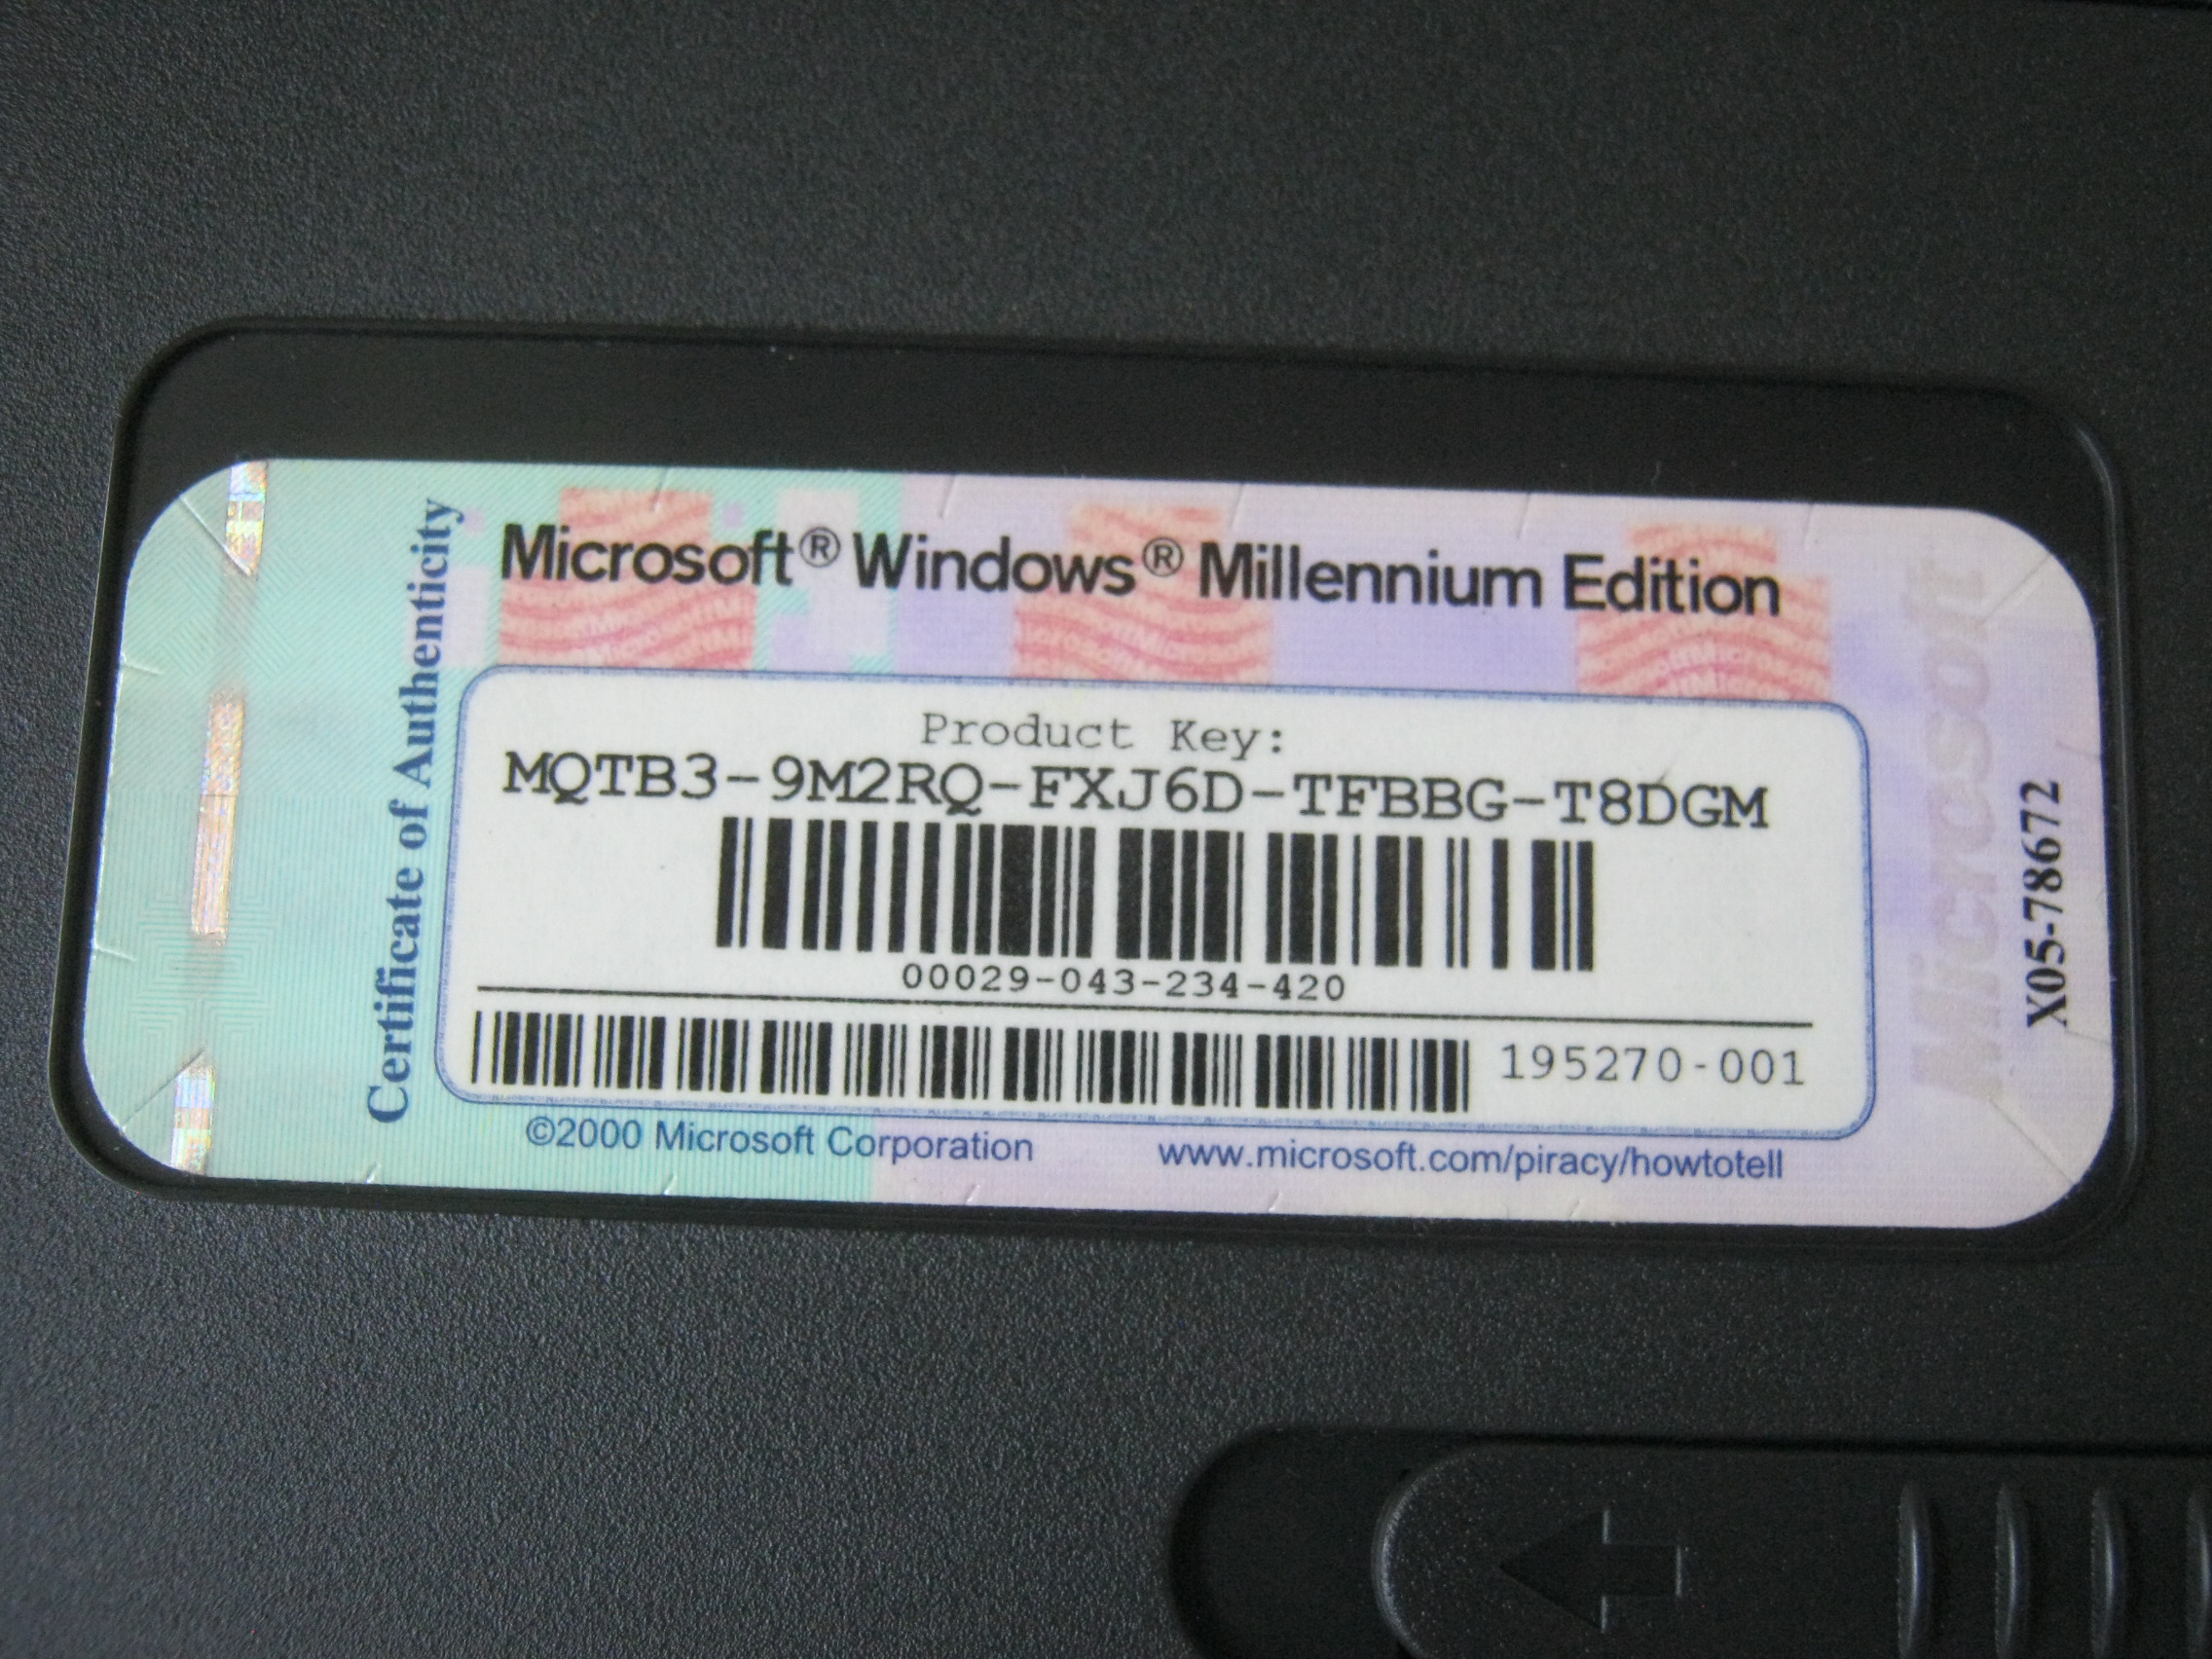 Certificate of Authenticity
Microsoft® Windows® Millennium Edition
Product Key:
MQTB3-9M2RQ-FXJ6D-TFBBG-T8DGM
00029-043-234-420
195270-001
©2000 Microsoft Corporation
www.microsoft.com/piracy/howtotell
Microsoft
X05-78672